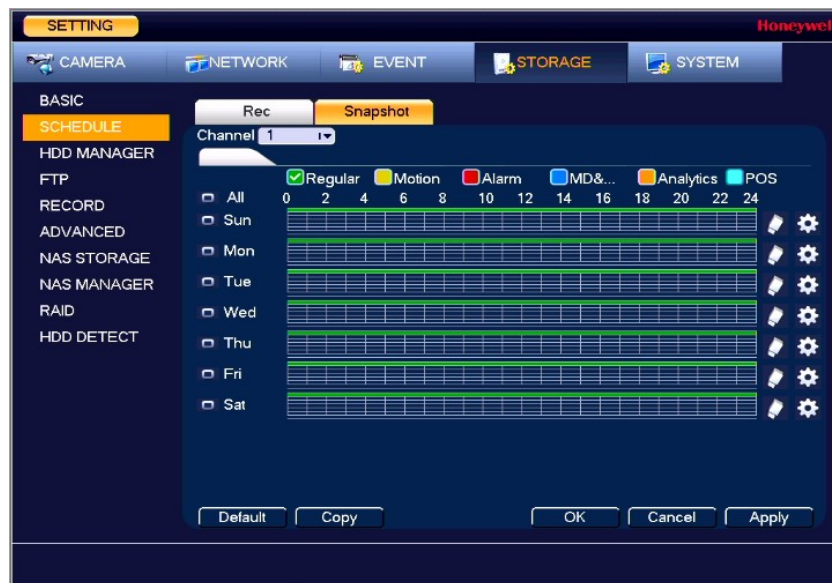 SETTING
Honeywel
CAMERA NETWORK EVENT STORAGE SYSTEM
BASIC
SCHEDULE
HDD MANAGER
FTP
RECORD
ADVANCED
NAS STORAGE
NAS MANAGER
RAID
HDD DETECT
Rec Snapshot
Channel 1
Regular Motion Alarm MD&... Analytics POS
All 0 2 4 6 8 10 12 14 16 18 20 22 24
Sun
Mon
Tue
Wed
Thu
Fri
Sat
Default Copy OK Cancel Apply